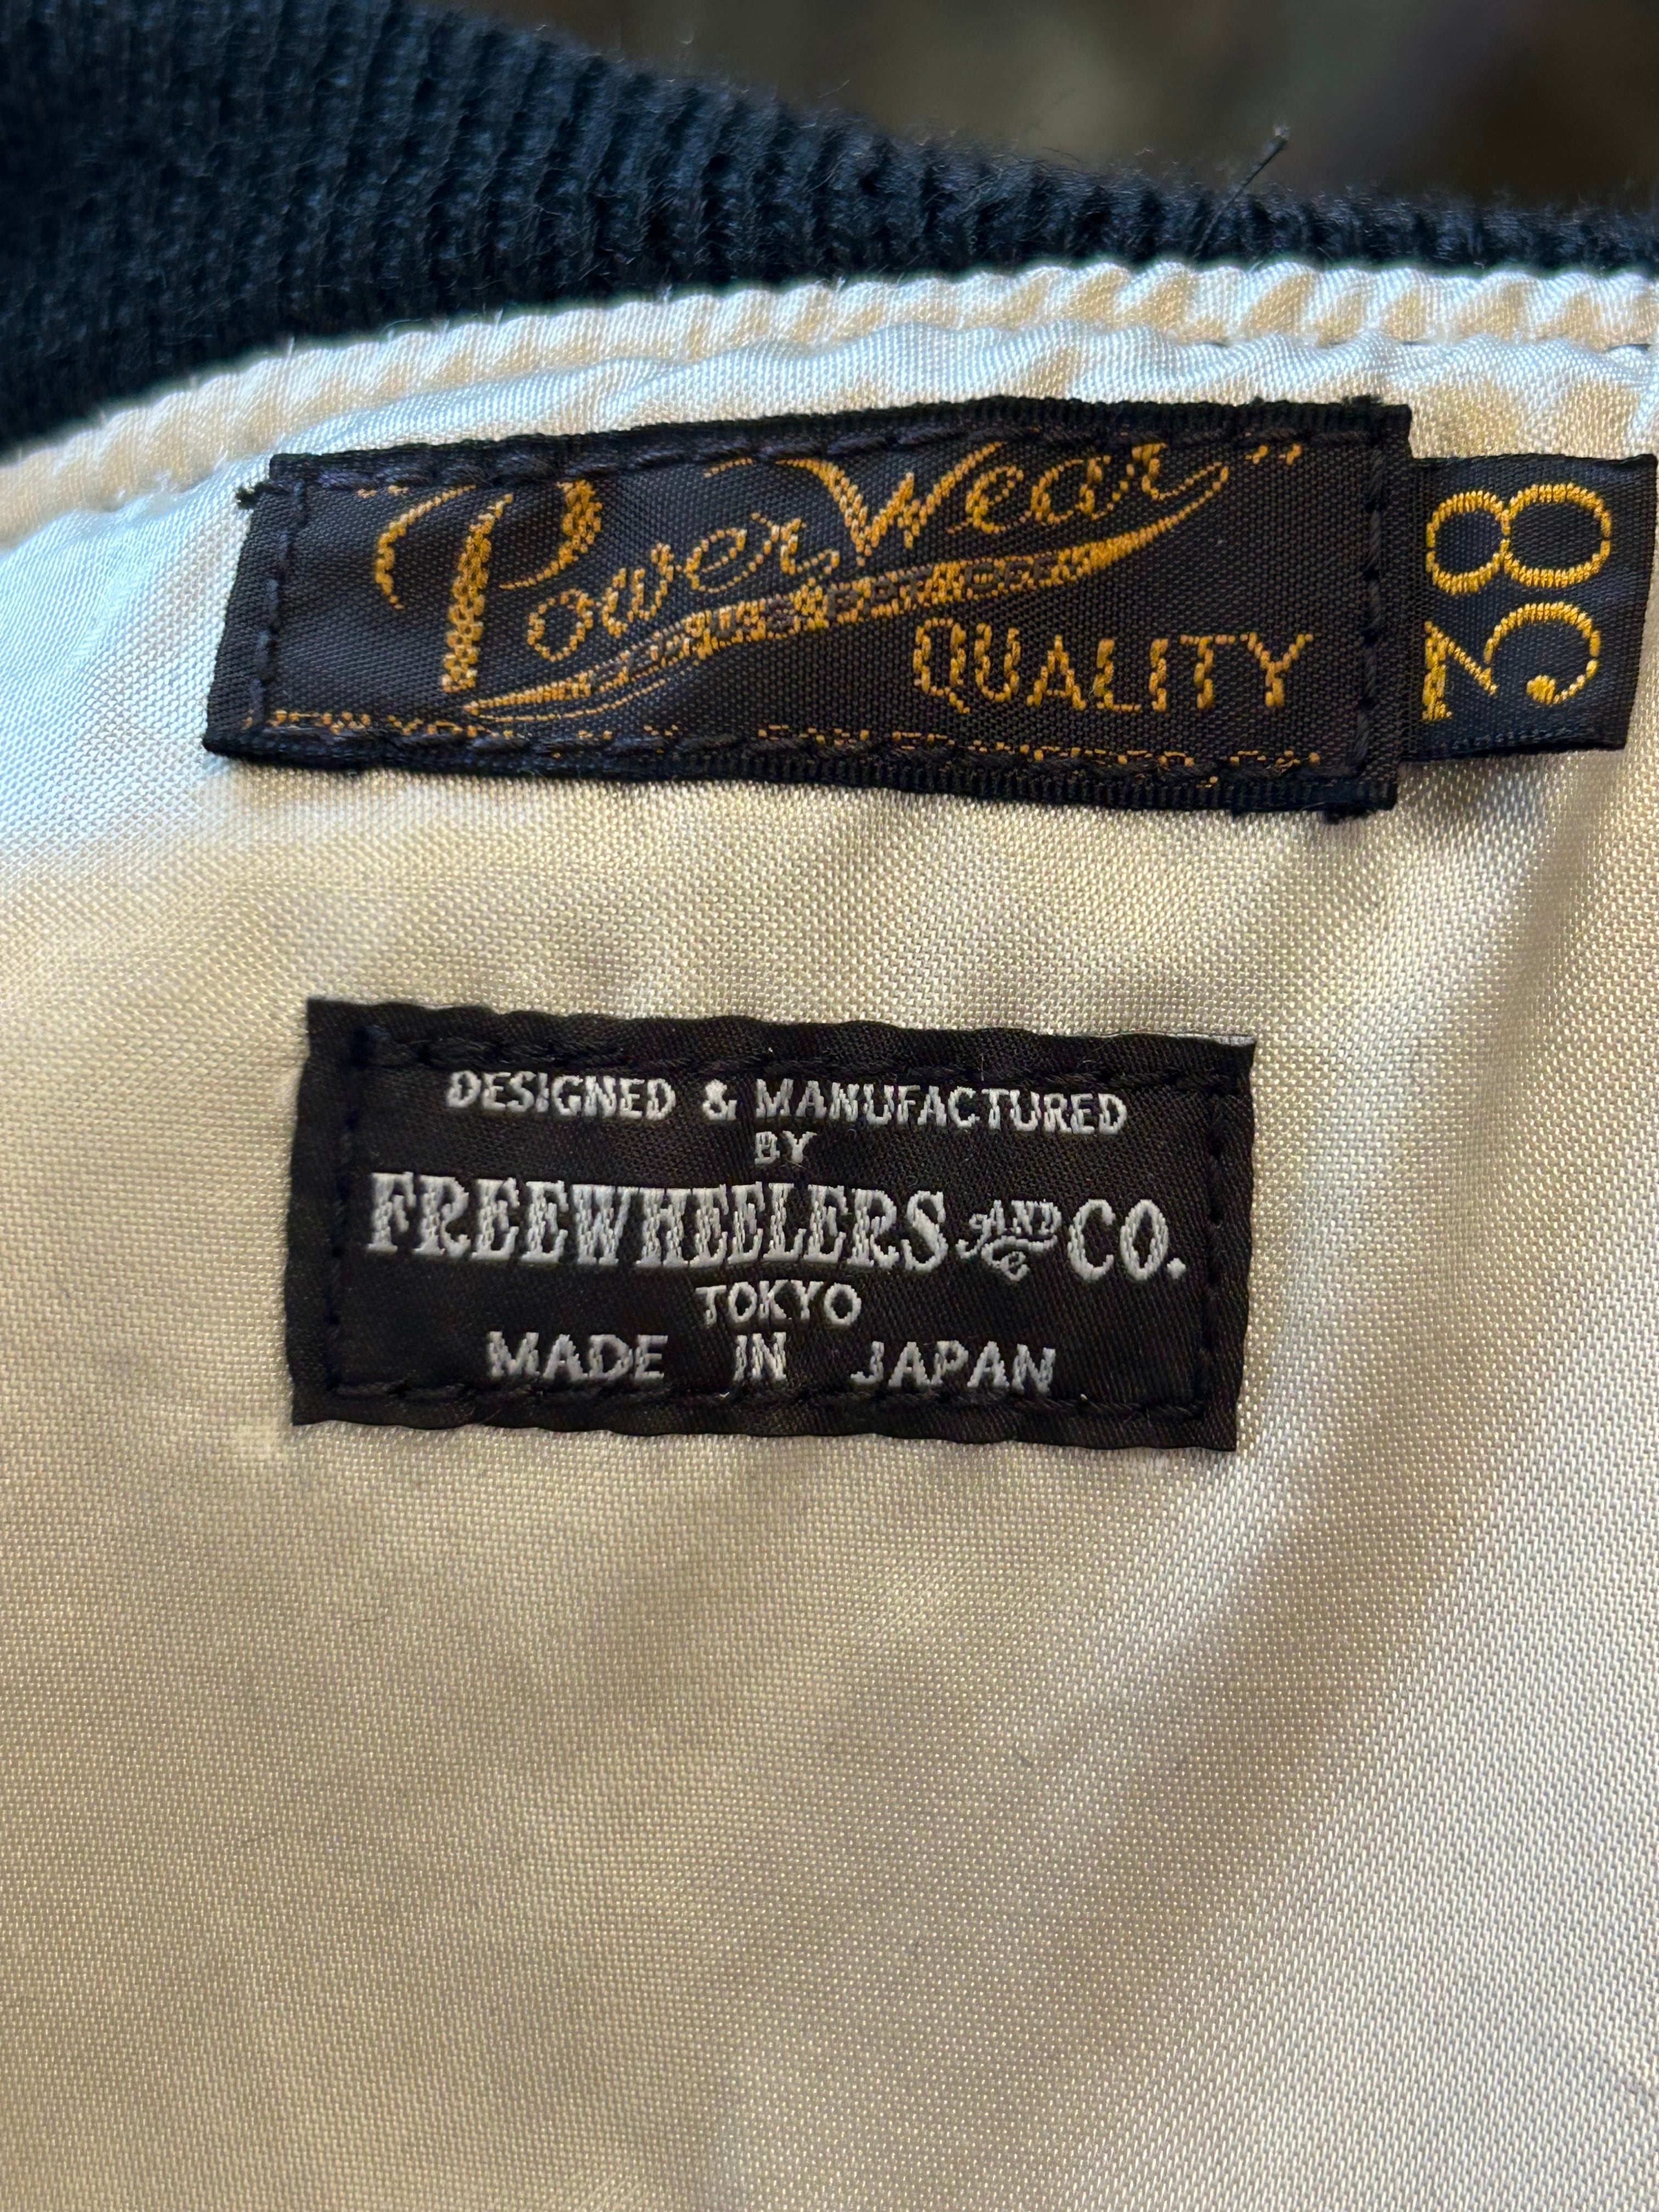 "Power Wear"
QUALITY
38
DESIGNED & MANUFACTURED
BY
FREEWHEELERS AND CO.
TOKYO
MADE IN JAPAN